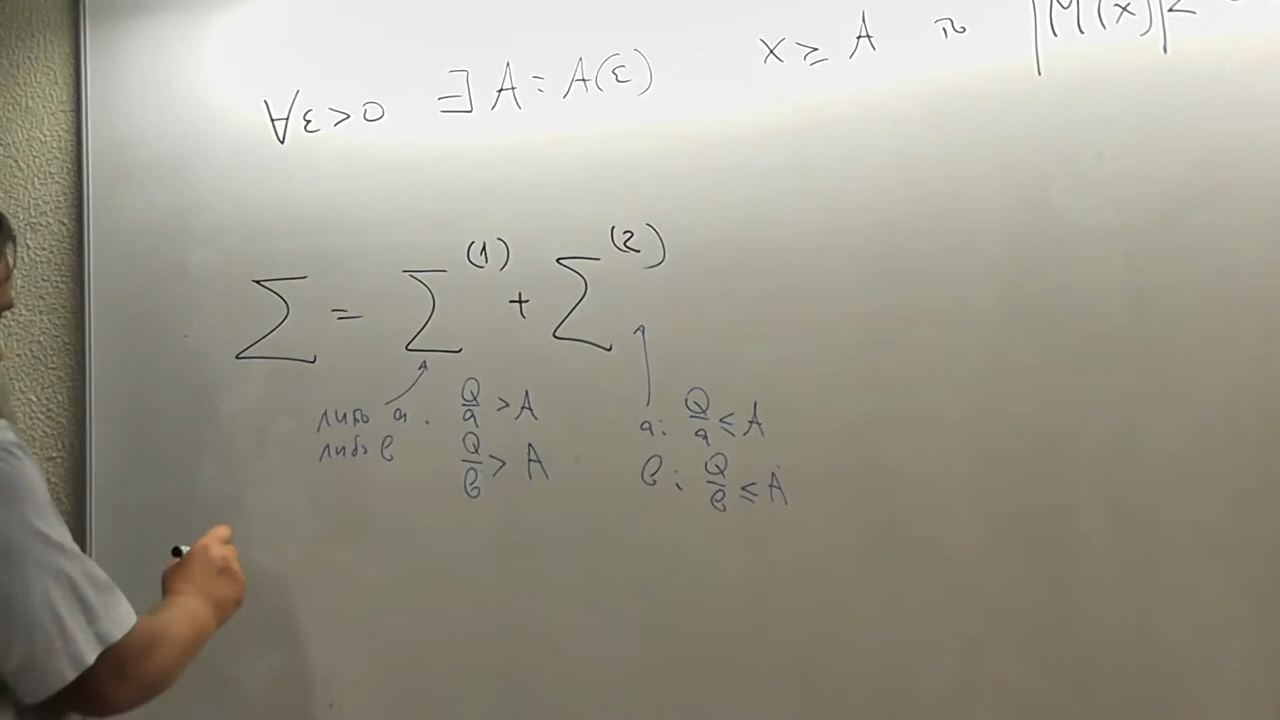 ∀ε>0 ∃ A = A(ε) x ≥ A |M(x)| <
∑ = ∑⁽¹⁾ + ∑⁽²⁾
либо a: Q/a > A a: Q/a ≤ A
либо b Q/b > A b: Q/b ≤ A